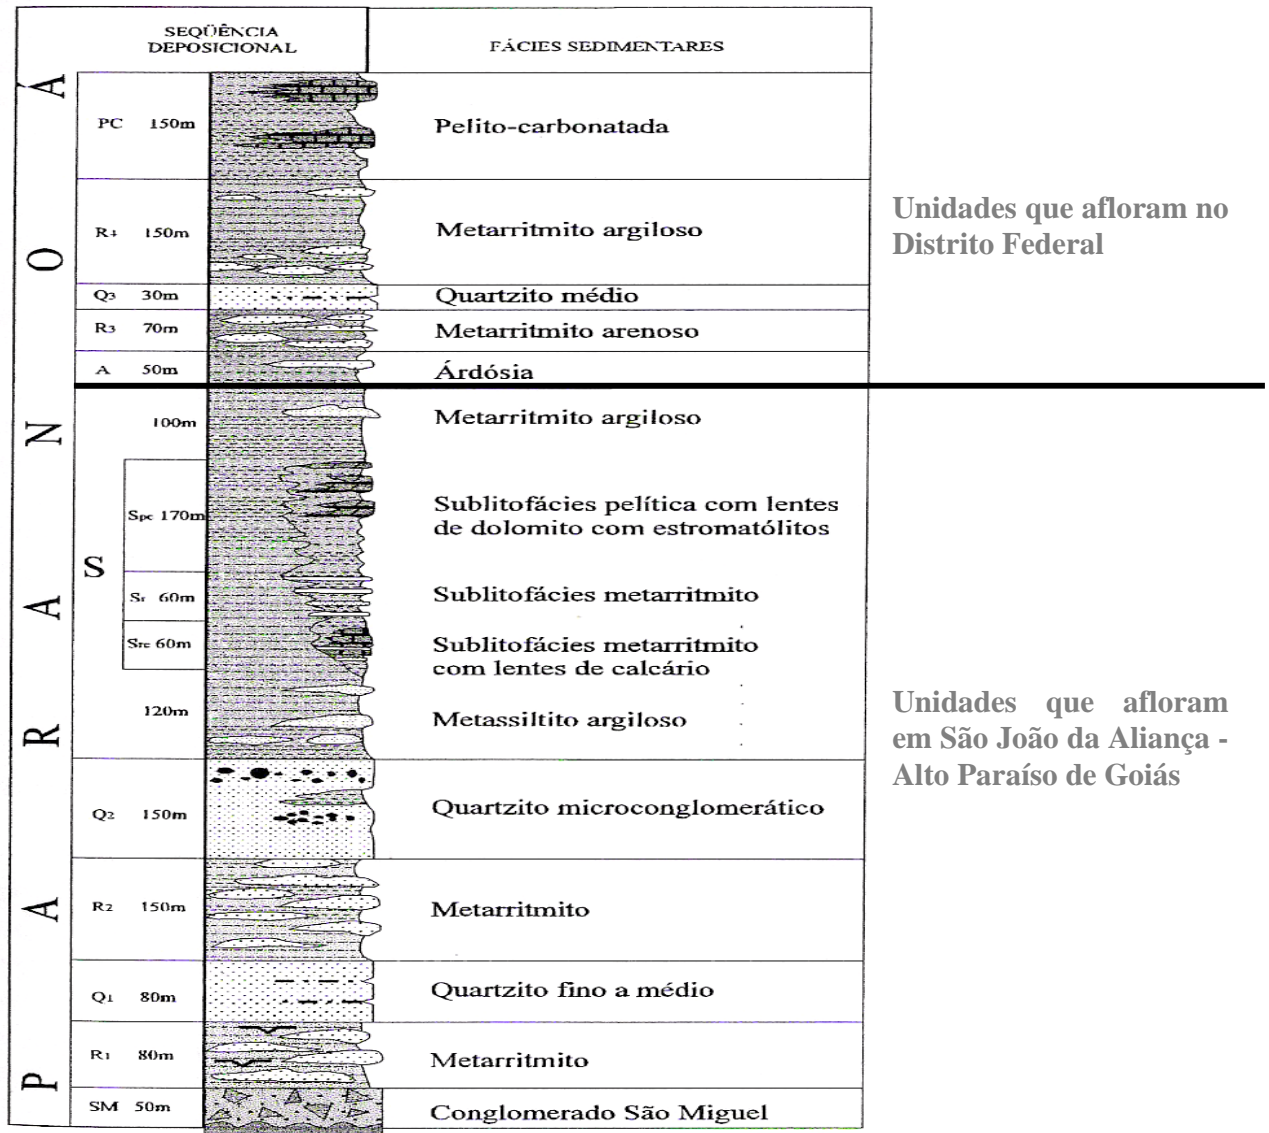 SEQÜÊNCIA
DEPOSICIONAL
FÁCIES SEDIMENTARES
PARANOÁ
PC 150m
Pelito-carbonatada
R4 150m
Metarritmito argiloso
Q3 30m
Quartzito médio
R3 70m
Metarritmito arenoso
A 50m
Árdósia
Unidades que afloram no
Distrito Federal
S
100m
Metarritmito argiloso
Spc 170m
Sublitofácies pelítica com lentes
de dolomito com estromatólitos
Sr 60m
Sublitofácies metarritmito
Src 60m
Sublitofácies metarritmito
com lentes de calcário
120m
Metassiltito argiloso
Q2 150m
Quartzito microconglomerático
R2 150m
Metarritmito
Q1 80m
Quartzito fino a médio
R1 80m
Metarritmito
SM 50m
Conglomerado São Miguel
Unidades que afloram
em São João da Aliança -
Alto Paraíso de Goiás